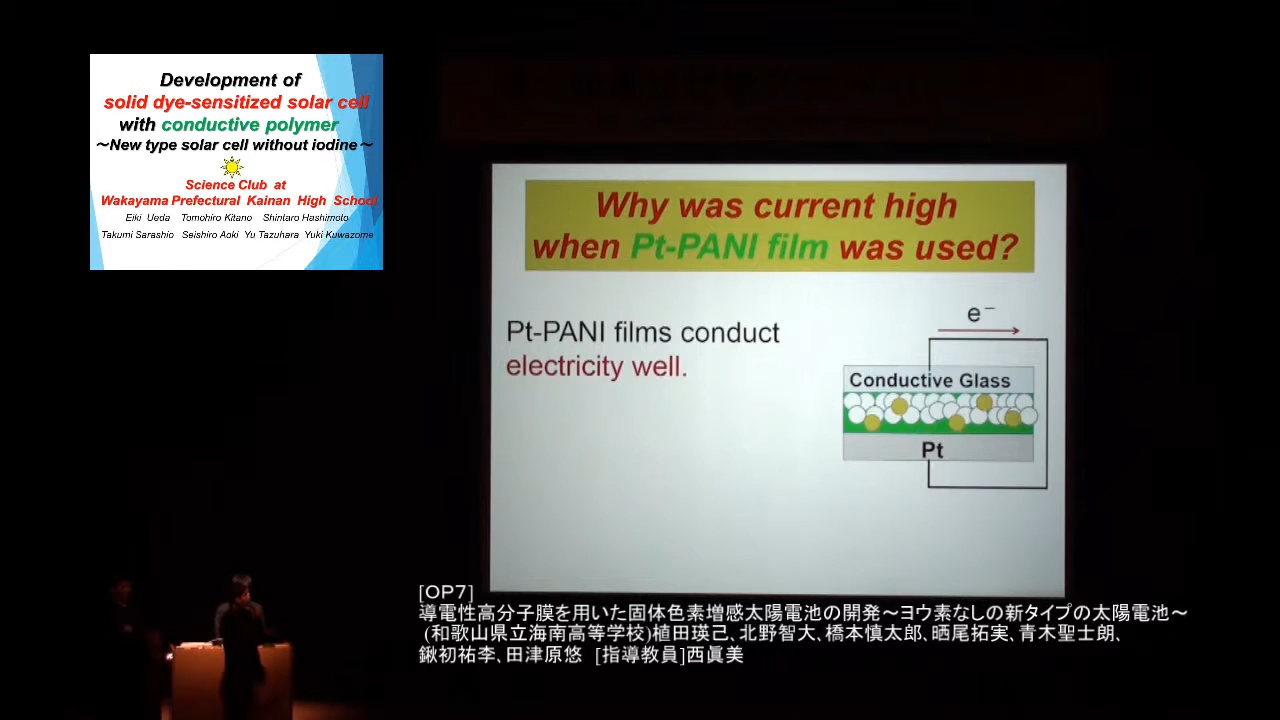 Development of
solid dye-sensitized solar cell
with conductive polymer
～New type solar cell without iodine～
Science Club at
Wakayama Prefectural Kainan High School
Eiki Ueda Tomohiro Kitano Shintaro Hashimoto
Takumi Sarashio Seishiro Aoki Yu Tazuhara Yuki Kuwazome
Why was current high
when Pt-PANI film was used?
Pt-PANI films conduct
electricity well.
e⁻
Conductive Glass
Pt
[OP7]
導電性高分子膜を用いた固体色素増感太陽電池の開発～ヨウ素なしの新タイプの太陽電池～
(和歌山県立海南高等学校)植田瑛己､北野智大､橋本慎太郎､晒尾拓実､青木聖士朗､
鍬初祐李､田津原悠 [指導教員]西眞美